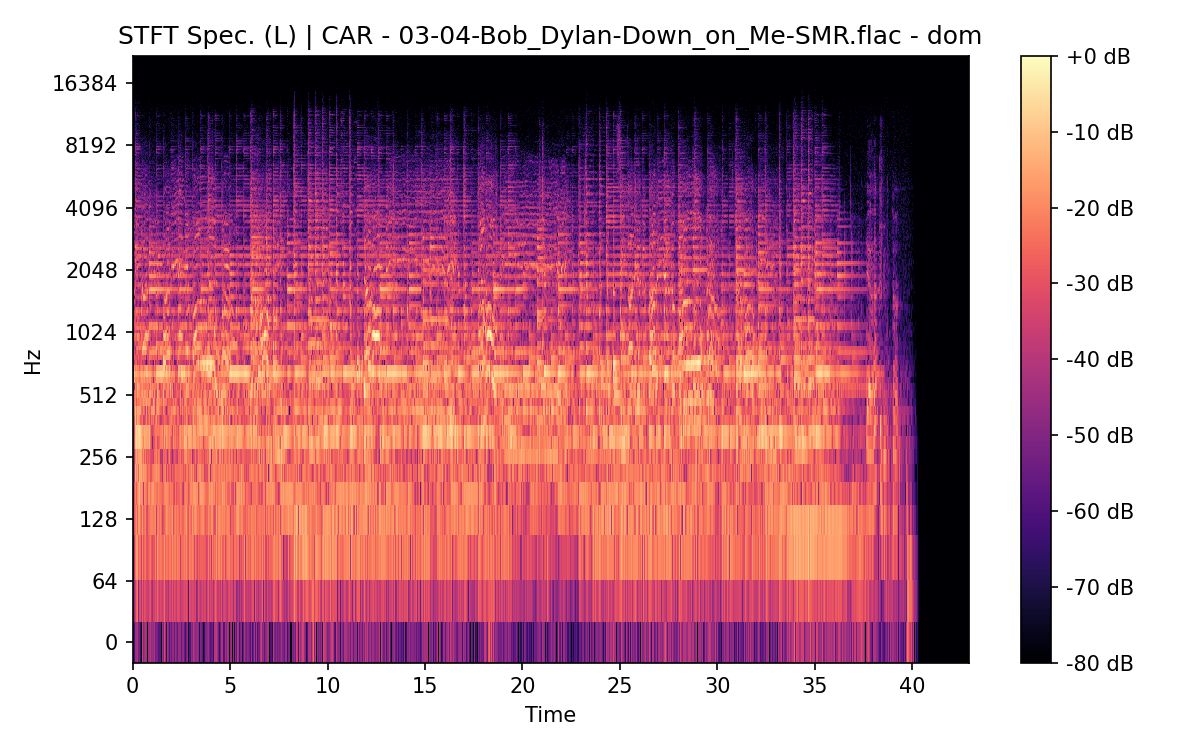 STFT Spec. (L) | CAR - 03-04-Bob_Dylan-Down_on_Me-SMR.flac - dom
16384
8192
4096
2048
1024
512
256
128
64
0
Hz
0 5 10 15 20 25 30 35 40
Time
+0 dB
-10 dB
-20 dB
-30 dB
-40 dB
-50 dB
-60 dB
-70 dB
-80 dB